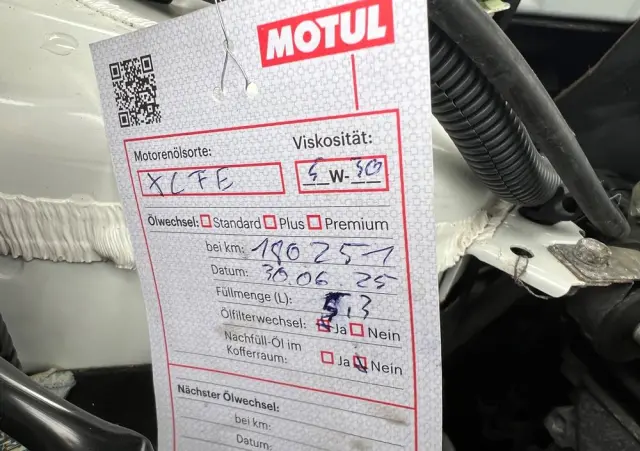 MOTUL
Motorenölsorte: Viskosität:
XCFE 5 W-30
Ölwechsel: Standard Plus Premium
bei km: 180251
Datum: 30.06 25
Füllmenge (L): 5,3
Ölfilterwechsel: Ja Nein
Nachfüll-Öl im
Kofferraum: Ja Nein
Nächster Ölwechsel:
bei km:
Datum: